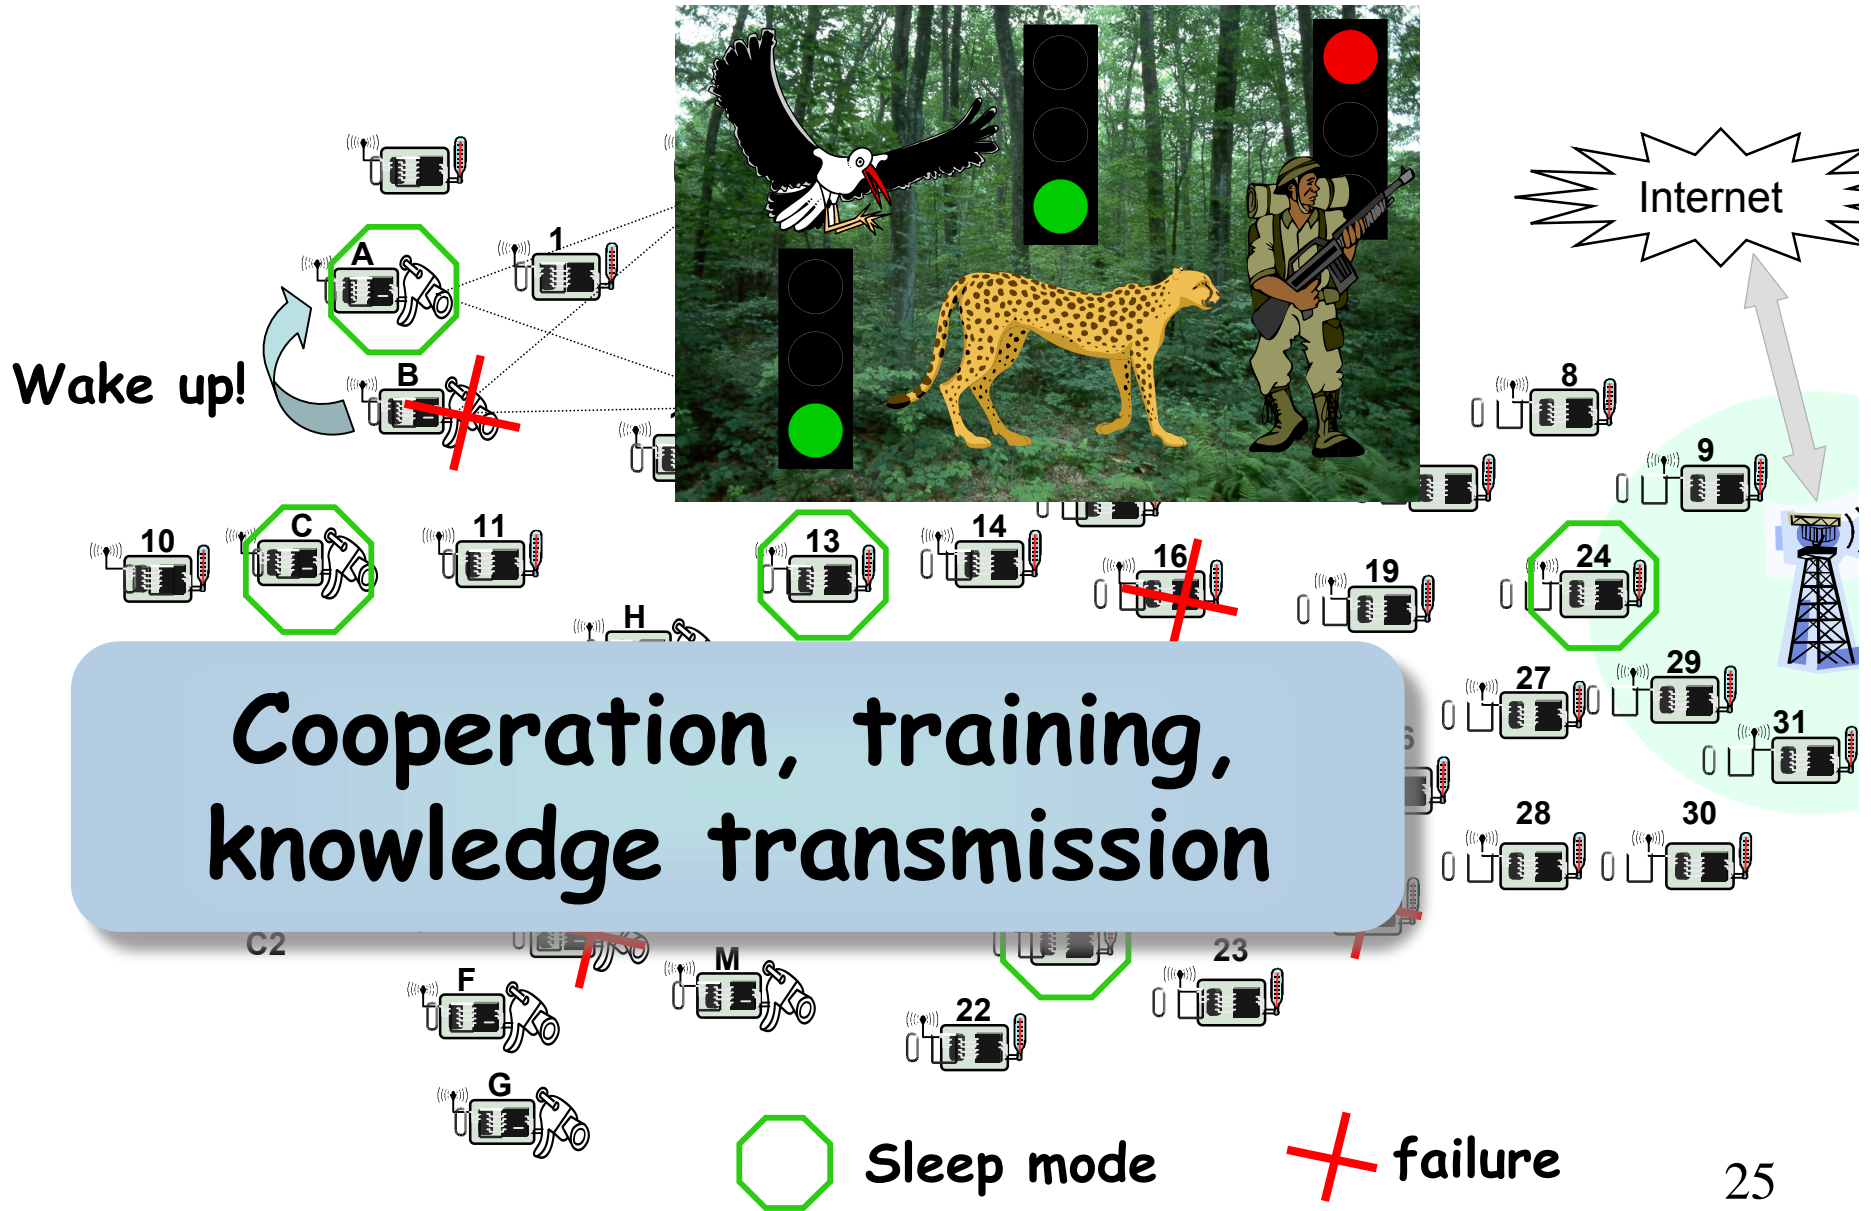 Internet
A
1
Wake up!
B
8
9
10
C
11
13
14
16
19
24
H
27
29
31
Cooperation, training,
knowledge transmission
6
28
30
C2
M
23
F
22
G
Sleep mode
failure
25